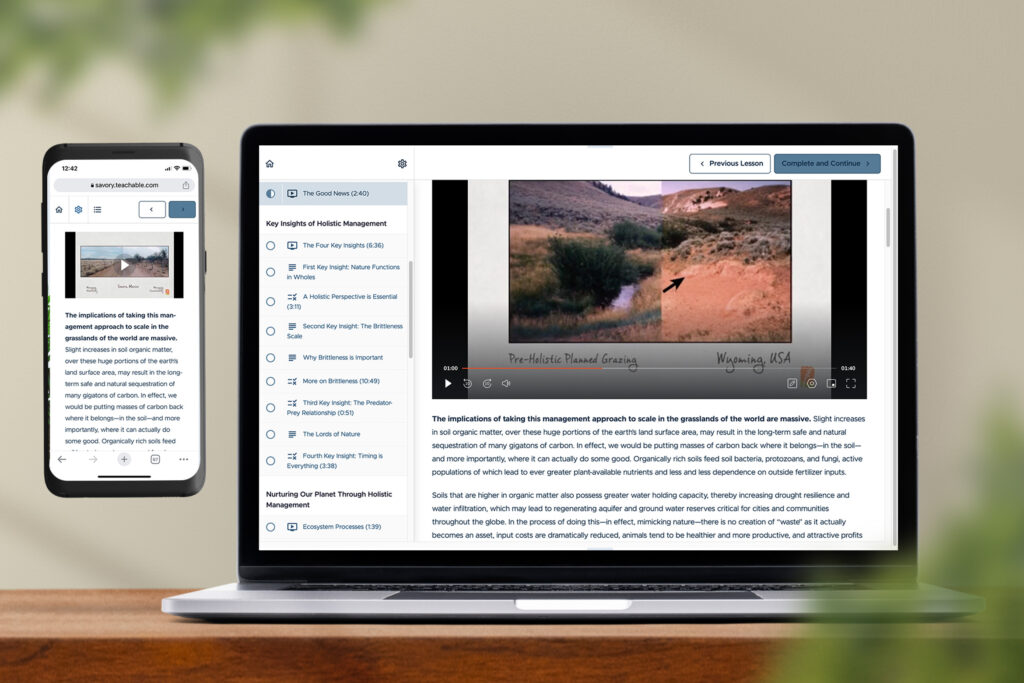 12:42
savory.teachable.com
The implications of taking this man-
agement approach to scale in the
grasslands of the world are massive.
Slight increases in soil organic matter,
over these huge portions of the earth's
land surface area, may result in the long-
term safe and natural sequestration of
many gigatons of carbon. In effect, we
would be putting masses of carbon back
where it belongs—in the soil—and more
importantly, where it can actually do
some good. Organically rich soils feed
Previous Lesson
Complete and Continue
The Good News (2:40)
Key Insights of Holistic Management
The Four Key Insights (6:36)
First Key Insight: Nature Functions
in Wholes
A Holistic Perspective is Essential
(3:11)
Second Key Insight: The Brittleness
Scale
Why Brittleness is Important
More on Brittleness (10:49)
Third Key Insight: The Predator-
Prey Relationship (0:51)
The Lords of Nature
Fourth Key Insight: Timing is
Everything (3:38)
Nurturing Our Planet Through Holistic
Management
Ecosystem Processes (1:39)
Pre-Holistic Planned Grazing
Wyoming, USA
01:00
01:40
The implications of taking this management approach to scale in the grasslands of the world are massive. Slight increases
in soil organic matter, over these huge portions of the earth's land surface area, may result in the long-term safe and natural
sequestration of many gigatons of carbon. In effect, we would be putting masses of carbon back where it belongs—in the soil—
and more importantly, where it can actually do some good. Organically rich soils feed soil bacteria, protozoans, and fungi, active
populations of which lead to ever greater plant-available nutrients and less and less dependence on outside fertilizer inputs.
Soils that are higher in organic matter also possess greater water holding capacity, thereby increasing drought resilience and
water infiltration, which may lead to regenerating aquifer and ground water reserves critical for cities and communities
throughout the globe. In the process of doing this—in effect, mimicking nature—there is no creation of "waste" as it actually
becomes an asset, input costs are dramatically reduced, animals tend to be healthier and more productive, and attractive profits